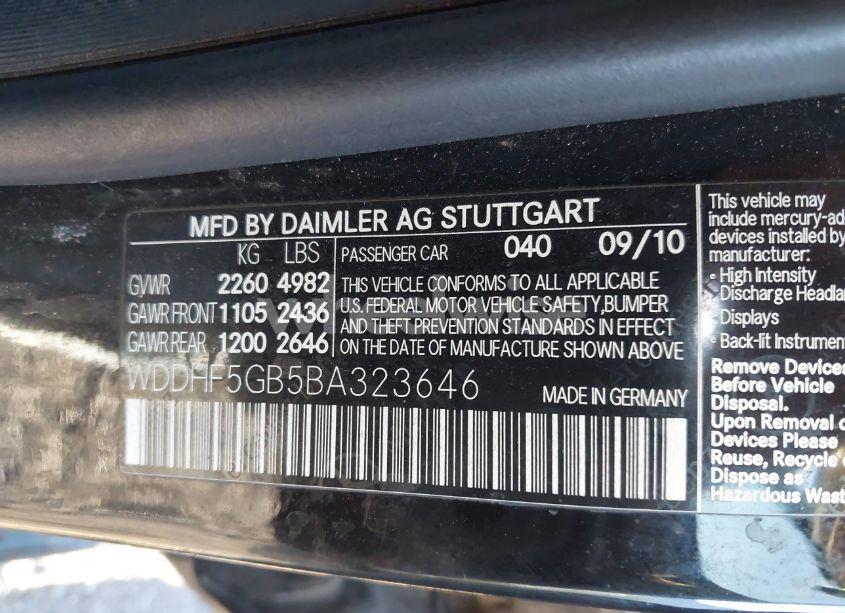 MFD BY DAIMLER AG STUTTGART
KG LBS
GVWR 2260 4982
GAWR FRONT 1105 2436
GAWR REAR 1200 2646
PASSENGER CAR 040 09/10
THIS VEHICLE CONFORMS TO ALL APPLICABLE
U.S. FEDERAL MOTOR VEHICLE SAFETY,BUMPER
AND THEFT PREVENTION STANDARDS IN EFFECT
ON THE DATE OF MANUFACTURE SHOWN ABOVE
WDDHF5GB5BA323646
MADE IN GERMANY
This vehicle may
include mercury-ad
devices installed by
manufacturer:
• High Intensity
Discharge Headla
• Displays
• Back-lit Instrument
Remove Devices
Before Vehicle
Disposal.
Upon Removal o
Devices Please
Reuse, Recycle o
Dispose as
Hazardous Wast